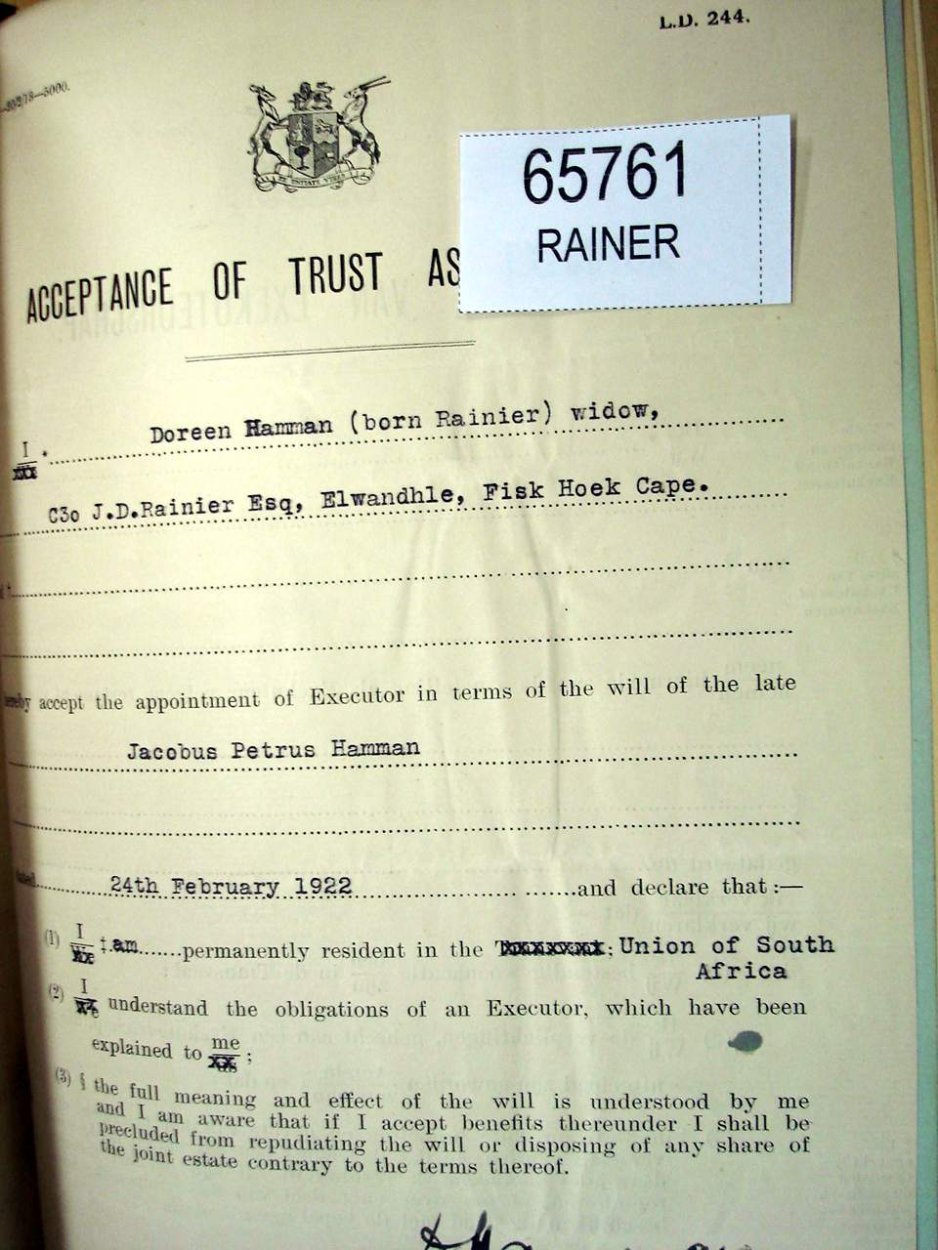 L.D. 244.
65761
RAINER
ACCEPTANCE OF TRUST AS
I
Doreen Hamman (born Rainier) widow,
C3o J.D.Rainier Esq, Elwandhle, Fisk Hoek Cape.
accept the appointment of Executor in terms of the will of the late
Jacobus Petrus Hamman
24th February 1922 and declare that :—
(1) I ‡ am permanently resident in the ; Union of South
Africa
(2) I understand the obligations of an Executor, which have been
explained to me ;
(3) § the full meaning and effect of the will is understood by me
and I am aware that if I accept benefits thereunder I shall be
precluded from repudiating the will or disposing of any share of
the joint estate contrary to the terms thereof.